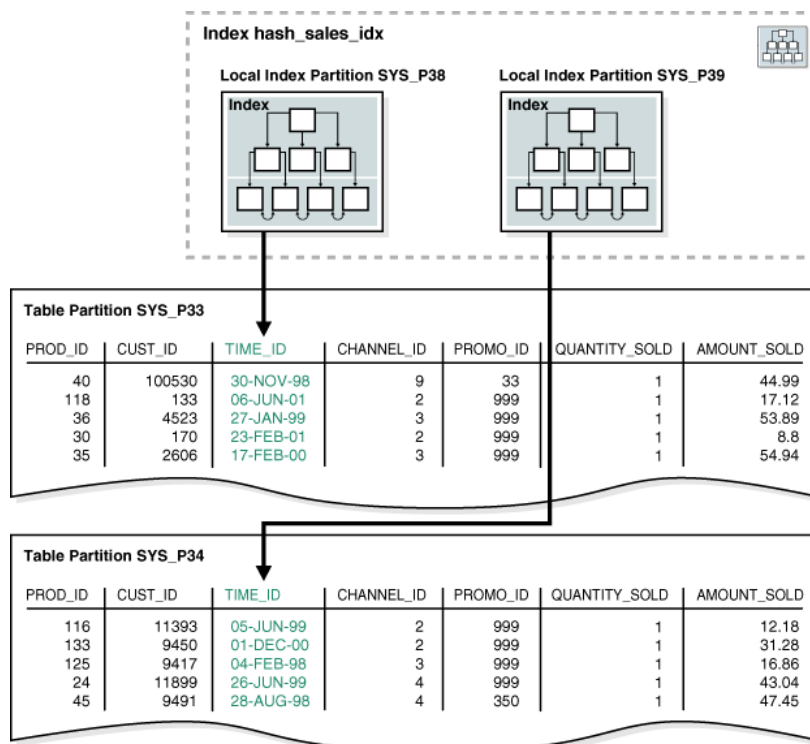 Index hash_sales_idx
Local Index Partition SYS_P38 Local Index Partition SYS_P39
Index Index
Table Partition SYS_P33
PROD_ID CUST_ID TIME_ID CHANNEL_ID PROMO_ID QUANTITY_SOLD AMOUNT_SOLD
40 100530 30-NOV-98 9 33 1 44.99
118 133 06-JUN-01 2 999 1 17.12
36 4523 27-JAN-99 3 999 1 53.89
30 170 23-FEB-01 2 999 1 8.8
35 2606 17-FEB-00 3 999 1 54.94
Table Partition SYS_P34
PROD_ID CUST_ID TIME_ID CHANNEL_ID PROMO_ID QUANTITY_SOLD AMOUNT_SOLD
116 11393 05-JUN-99 2 999 1 12.18
133 9450 01-DEC-00 2 999 1 31.28
125 9417 04-FEB-98 3 999 1 16.86
24 11899 26-JUN-99 4 999 1 43.04
45 9491 28-AUG-98 4 350 1 47.45